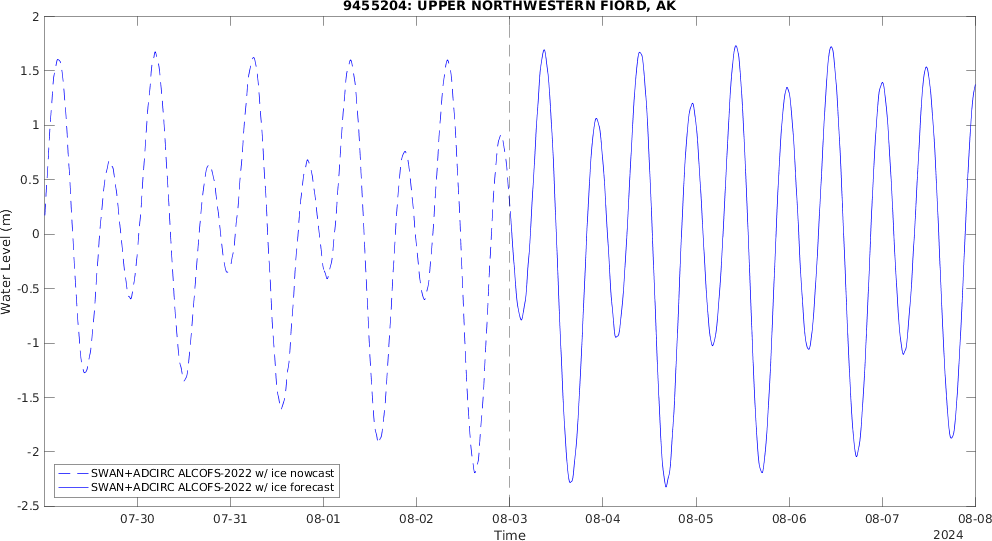 9455204: UPPER NORTHWESTERN FIORD, AK
2
1.5
1
0.5
0
-0.5
-1
-1.5
-2
-2.5
Water Level (m)
SWAN+ADCIRC ALCOFS-2022 w/ ice nowcast
SWAN+ADCIRC ALCOFS-2022 w/ ice forecast
07-30 07-31 08-01 08-02 08-03 08-04 08-05 08-06 08-07 08-08
Time
2024